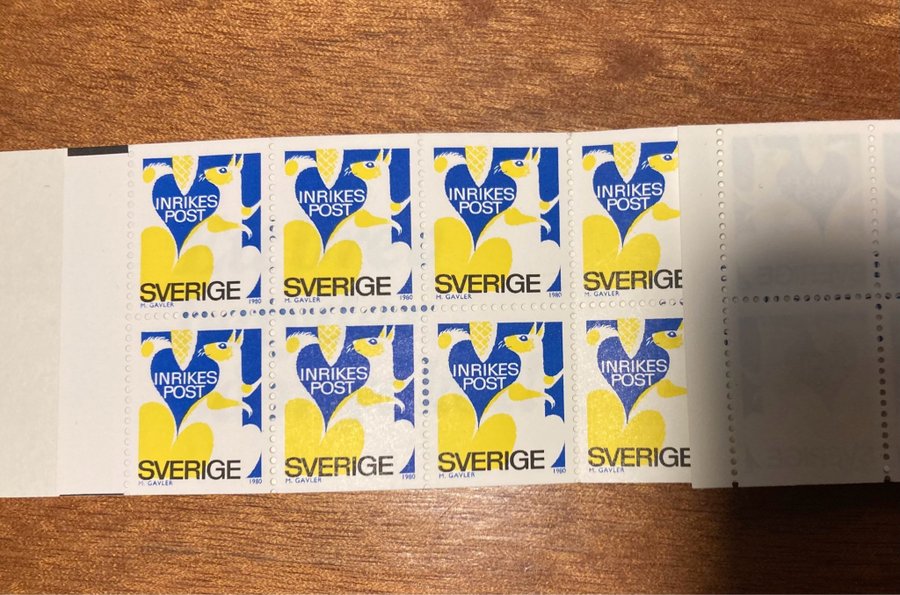 INRIKES
POST
SVERIGE
M. GAVLER 1980
INRIKES
POST
SVERIGE
M. GAVLER 1980
INRIKES
POST
SVERIGE
M. GAVLER 1980
INRIKES
POST
SVERIGE
M. GAVLER
INRIKES
POST
SVERIGE
M. GAVLER 1980
INRIKES
POST
SVERIGE
M. GAVLER 1980
INRIKES
POST
SVERIGE
M. GAVLER 1980
INRIKES
POST
SVERIGE
M. GAVLER